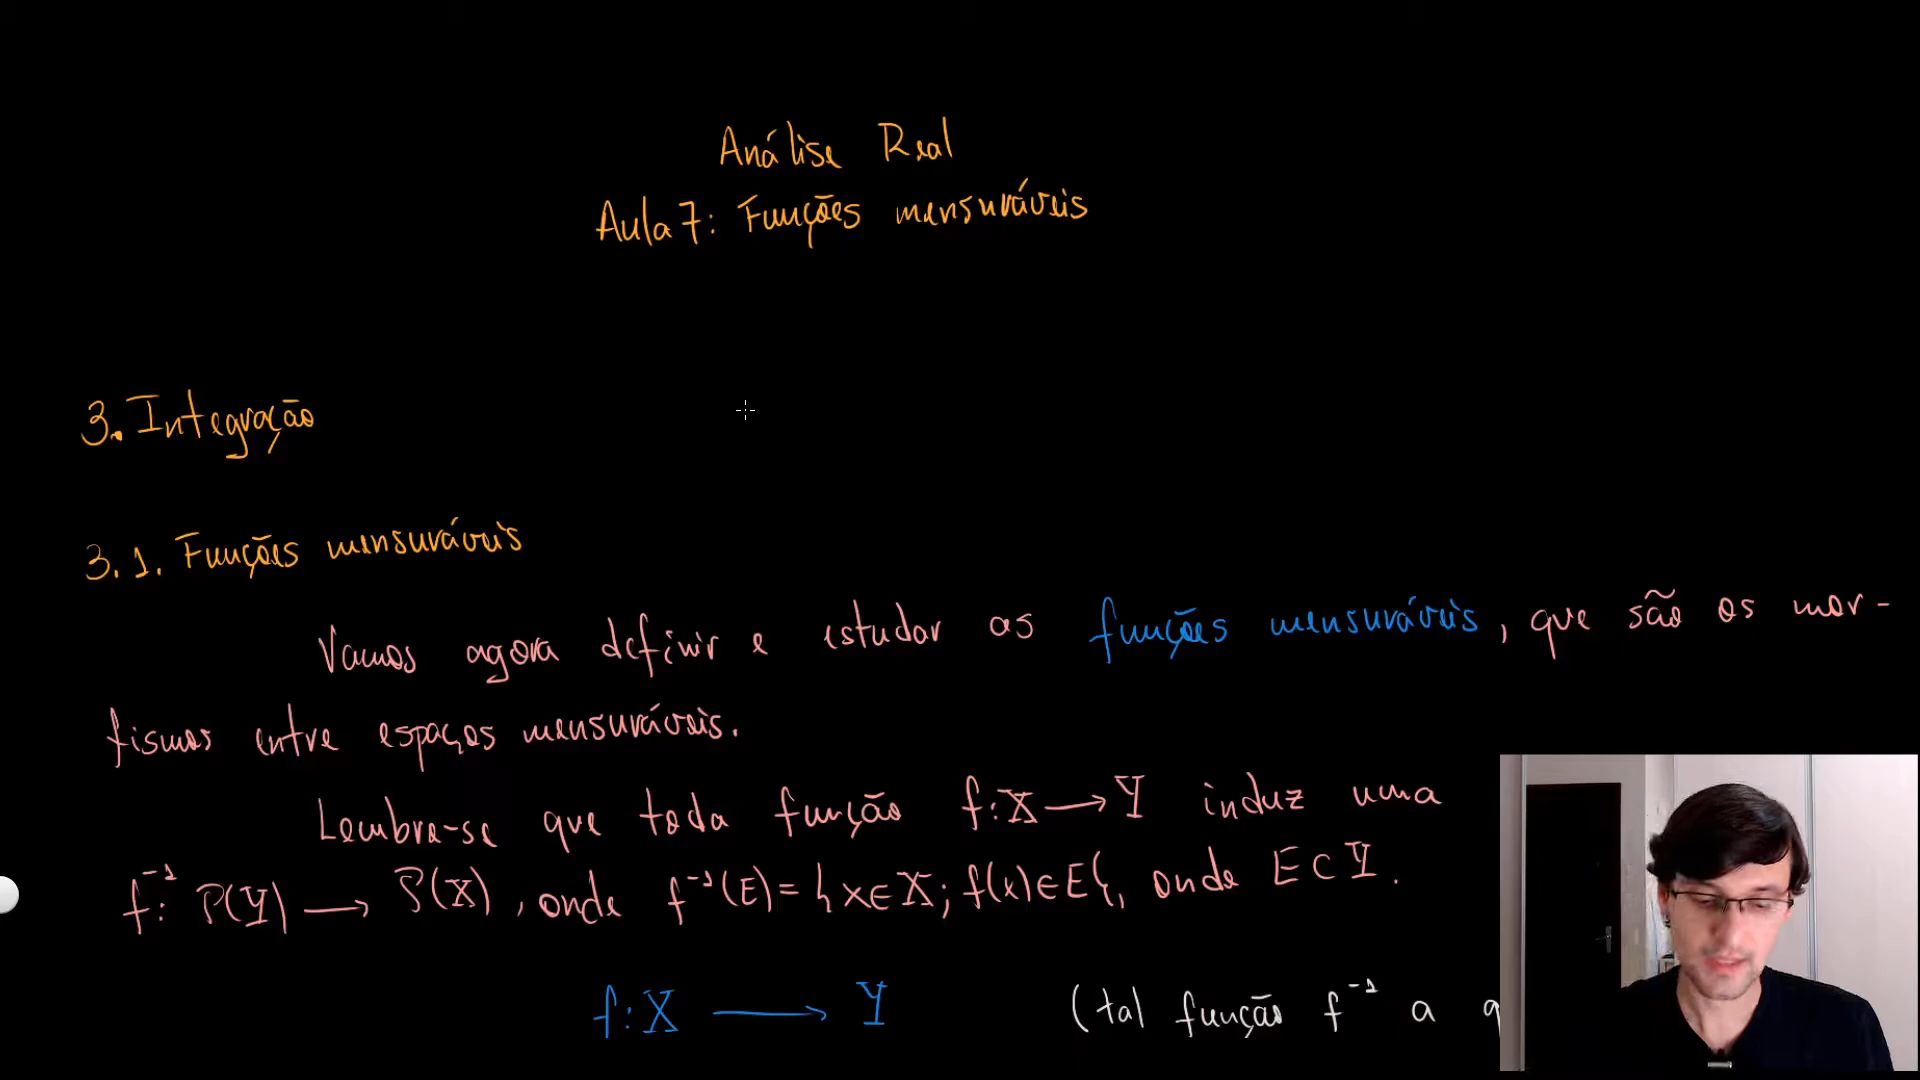 Análise Real
Aula 7: Funções mensuráveis
3. Integração
3.1. Funções mensuráveis
Vamos agora definir e estudar as funções mensuráveis, que são os mor-
fismos entre espaços mensuráveis.
Lembre-se que toda função f: X → Y induz uma
f⁻¹: P(Y) → P(X), onde f⁻¹(E) = {x ∈ X; f(x) ∈ E}, onde E ⊂ Y.
f: X → Y (tal função f⁻¹ a q